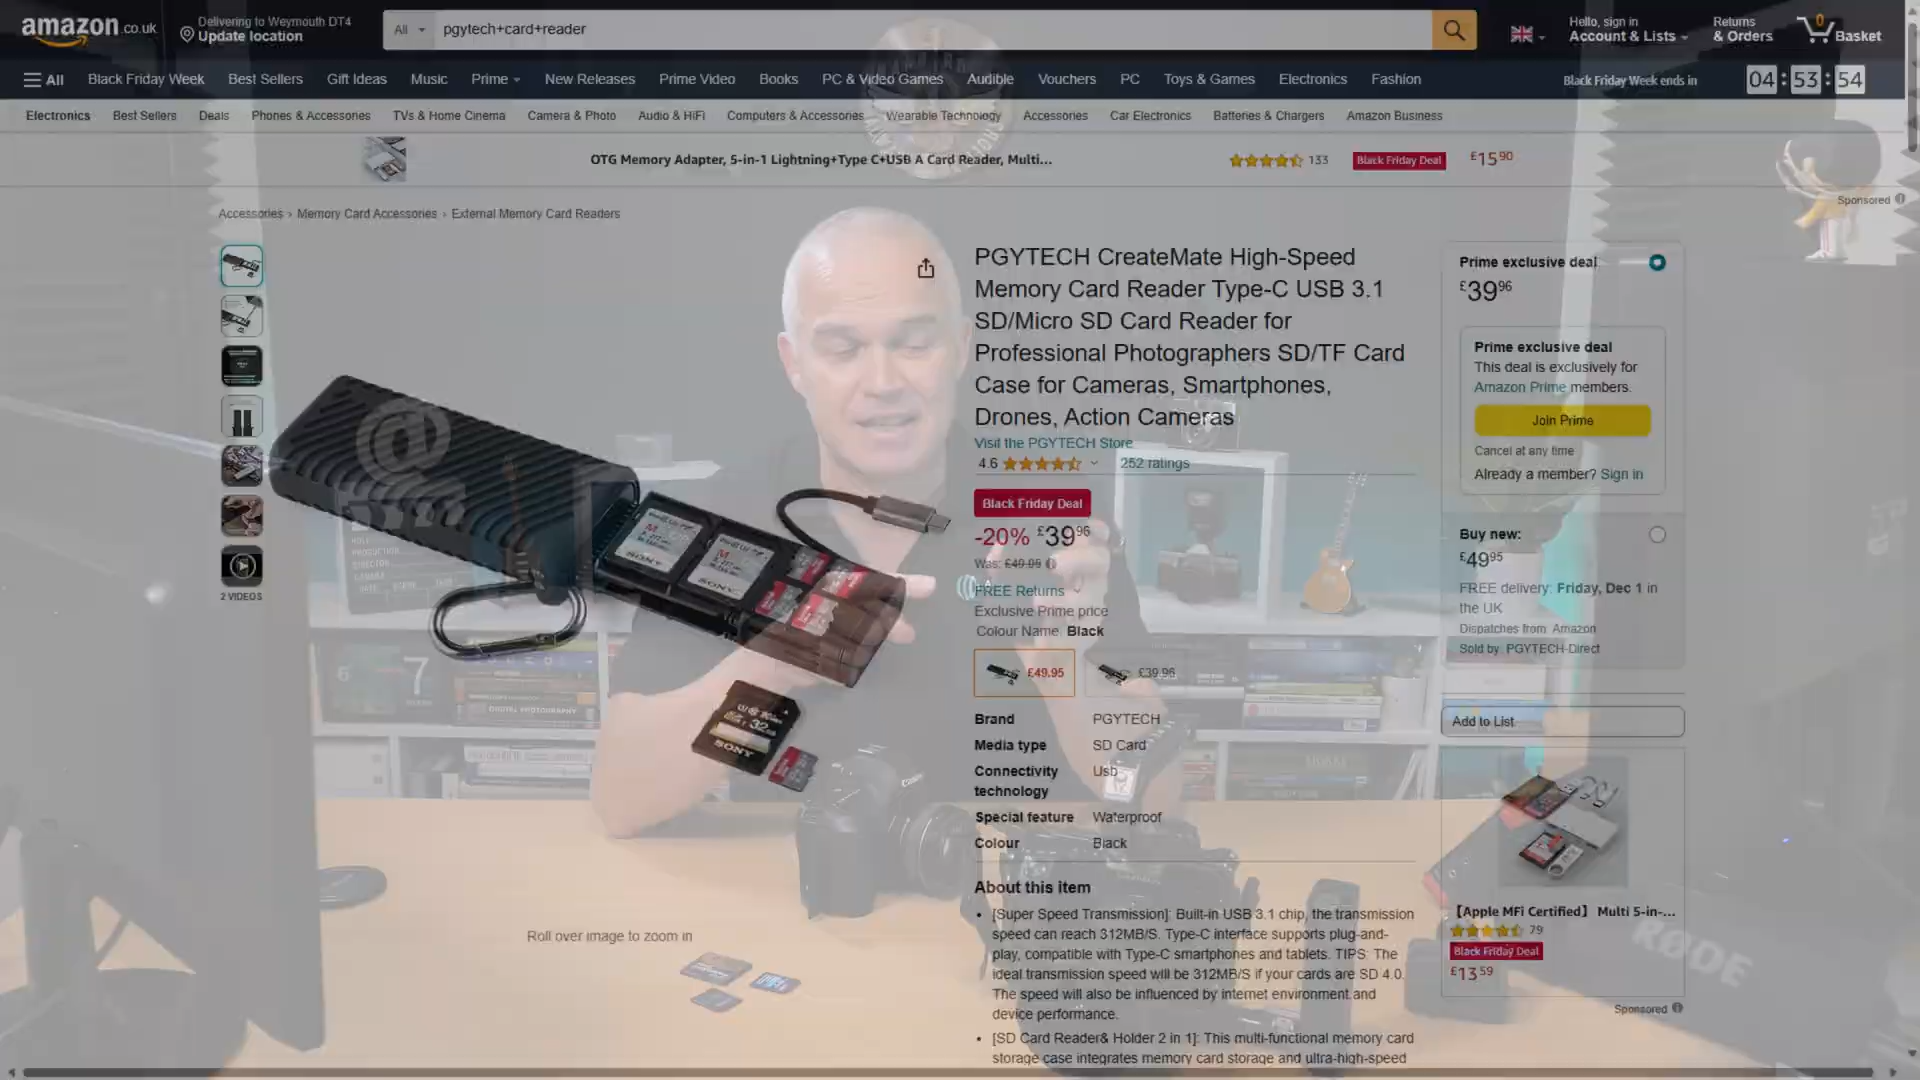 amazon.co.uk
Delivering to Weymouth DT4
Update location
All
pgytech+card+reader
Hello, sign in
Account & Lists
Returns
& Orders
0
Basket
All
Black Friday Week
Best Sellers
Gift Ideas
Music
Prime
New Releases
Prime Video
Books
PC & Video Games
Audible
Vouchers
PC
Toys & Games
Electronics
Fashion
Black Friday Week ends in
04 : 53 : 54
Electronics
Best Sellers
Deals
Phones & Accessories
TVs & Home Cinema
Camera & Photo
Audio & HiFi
Computers & Accessories
Wearable Technology
Accessories
Car Electronics
Batteries & Chargers
Amazon Business
OTG Memory Adapter, 5-in-1 Lightning+Type C+USB A Card Reader, Multi...
133
Black Friday Deal
£1590
Sponsored
Accessories › Memory Card Accessories › External Memory Card Readers
PGYTECH CreateMate High-Speed
Memory Card Reader Type-C USB 3.1
SD/Micro SD Card Reader for
Professional Photographers SD/TF Card
Case for Cameras, Smartphones,
Drones, Action Cameras
Visit the PGYTECH Store
4.6
252 ratings
Black Friday Deal
-20% £3996
Was: £49.95
FREE Returns
Exclusive Prime price
Colour Name: Black
£49.95
£39.96
Brand PGYTECH
Media type SD Card
Connectivity Usb
technology
Special feature Waterproof
Colour Black
About this item
[Super Speed Transmission]: Built-in USB 3.1 chip, the transmission
speed can reach 312MB/S. Type-C interface supports plug-and-
play, compatible with Type-C smartphones and tablets. TIPS: The
ideal transmission speed will be 312MB/S if your cards are SD 4.0.
The speed will also be influenced by internet environment and
device performance.
[SD Card Reader& Holder 2 in 1]: This multi-functional memory card
storage case integrates memory card storage and ultra-high-speed
2 VIDEOS
Roll over image to zoom in
SONY
SONY
32
SONY
Canon
DIGITAL PHOTOGRAPHY
Prime exclusive deal
£3996
Prime exclusive deal
This deal is exclusively for
Amazon Prime members.
Join Prime
Cancel at any time
Already a member? Sign in
Buy new:
£4995
FREE delivery: Friday, Dec 1 in
the UK
Dispatches from: Amazon
Sold by: PGYTECH-Direct
Add to List
【Apple MFi Certified】 Multi 5-in-...
79
Black Friday Deal
£1359
Sponsored
RØDE